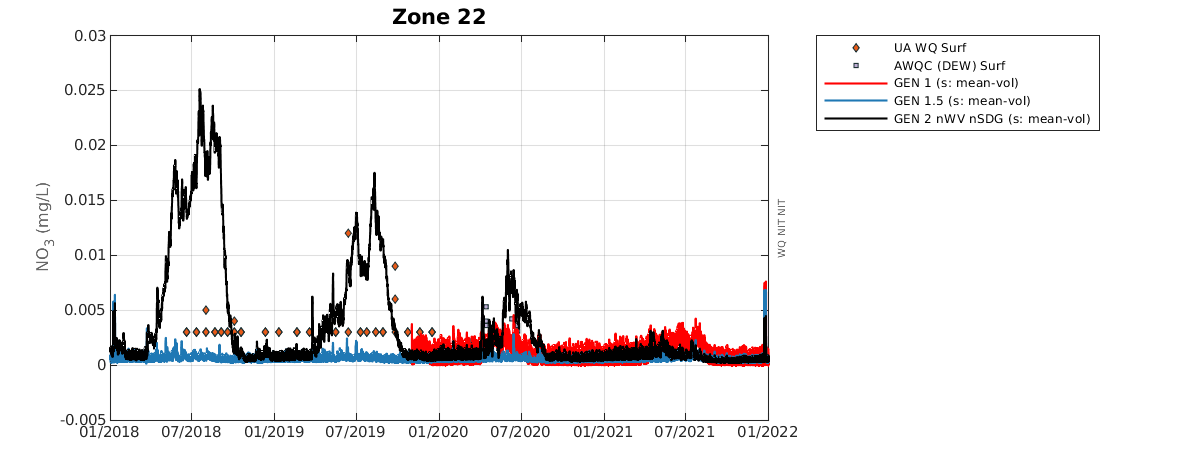 Zone 22
0.03
0.025
0.02
0.015
0.01
0.005
0
-0.005
NO3 (mg/L)
01/2018 07/2018 01/2019 07/2019 01/2020 07/2020 01/2021 07/2021 01/2022
WQ NIT NIT
UA WQ Surf
AWQC (DEW) Surf
GEN 1 (s: mean-vol)
GEN 1.5 (s: mean-vol)
GEN 2 nWV nSDG (s: mean-vol)